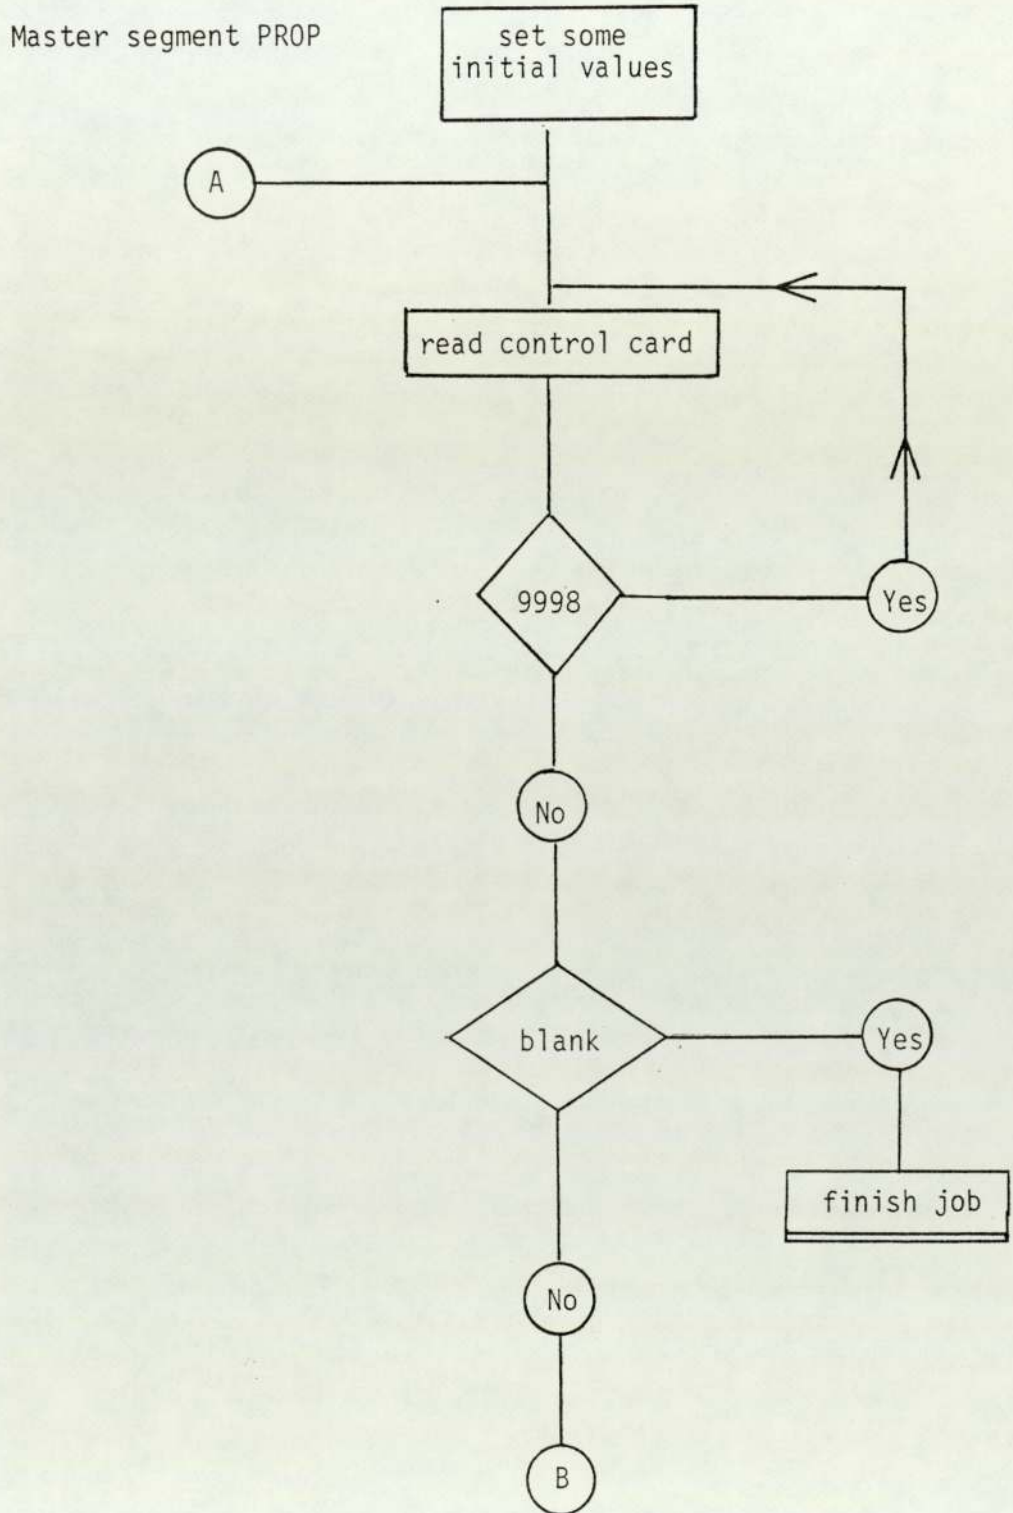 Master segment PROP
set some
initial values
A
read control card
9998
Yes
No
blank
Yes
finish job
No
B